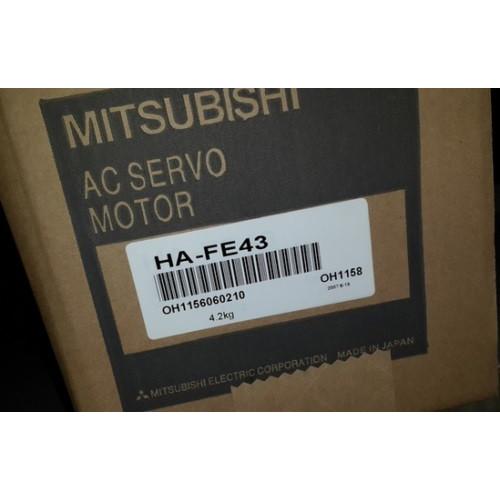 MITSUBISHI
AC SERVO
MOTOR
HA-FE43
OH1156060210
OH1158
4.2kg
MITSUBISHI ELECTRIC CORPORATION MADE IN JAPAN